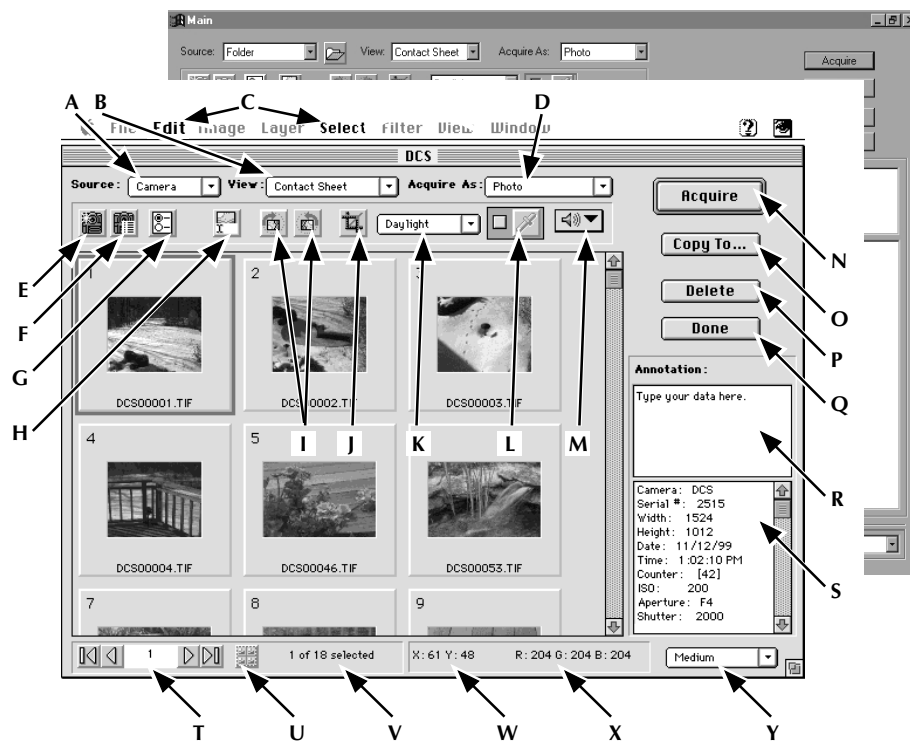 Main
Source: Folder View: Contact Sheet Acquire As: Photo
Acquire
A B C D
File Edit Image Layer Select Filter View Window
DCS
Source: Camera View: Contact Sheet Acquire As: Photo
Acquire
Daylight
Copy To...
E
1 2 3
N
Delete
F
O
Done
G
P
Annotation:
DCS00001.TIF DCS00002.TIF DCS00003.TIF
Type your data here.
Q
H I J K L M
4 5
R
Camera: DCS
Serial #: 2515
Width: 1524
Height: 1012
Date: 11/12/99
Time: 1:02:10 PM
Counter: [42]
ISO: 200
Aperture: F4
Shutter: 2000
DCS00004.TIF DCS00046.TIF DCS00053.TIF
S
7 8 9
1 1 of 18 selected X: 61 Y: 48 R: 204 G: 204 B: 204 Medium
T U V W X Y